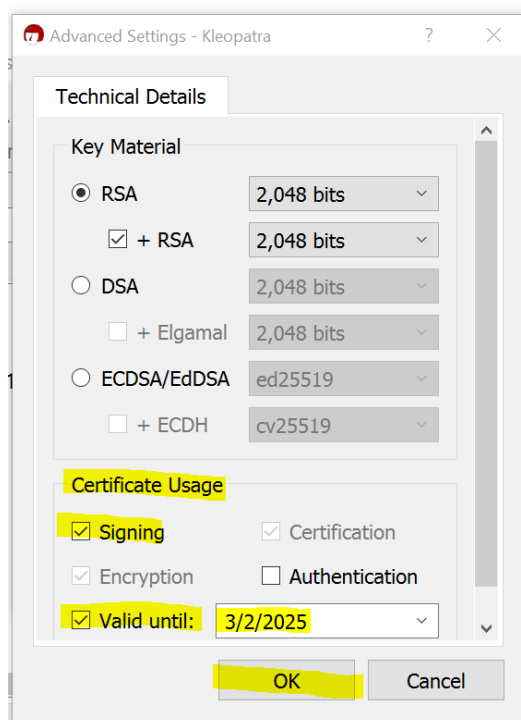 Advanced Settings - Kleopatra ?
Technical Details
Key Material
RSA 2,048 bits
+ RSA 2,048 bits
DSA 2,048 bits
+ Elgamal 2,048 bits
ECDSA/EdDSA ed25519
+ ECDH cv25519
Certificate Usage
Signing Certification
Encryption Authentication
Valid until: 3/2/2025
OK Cancel